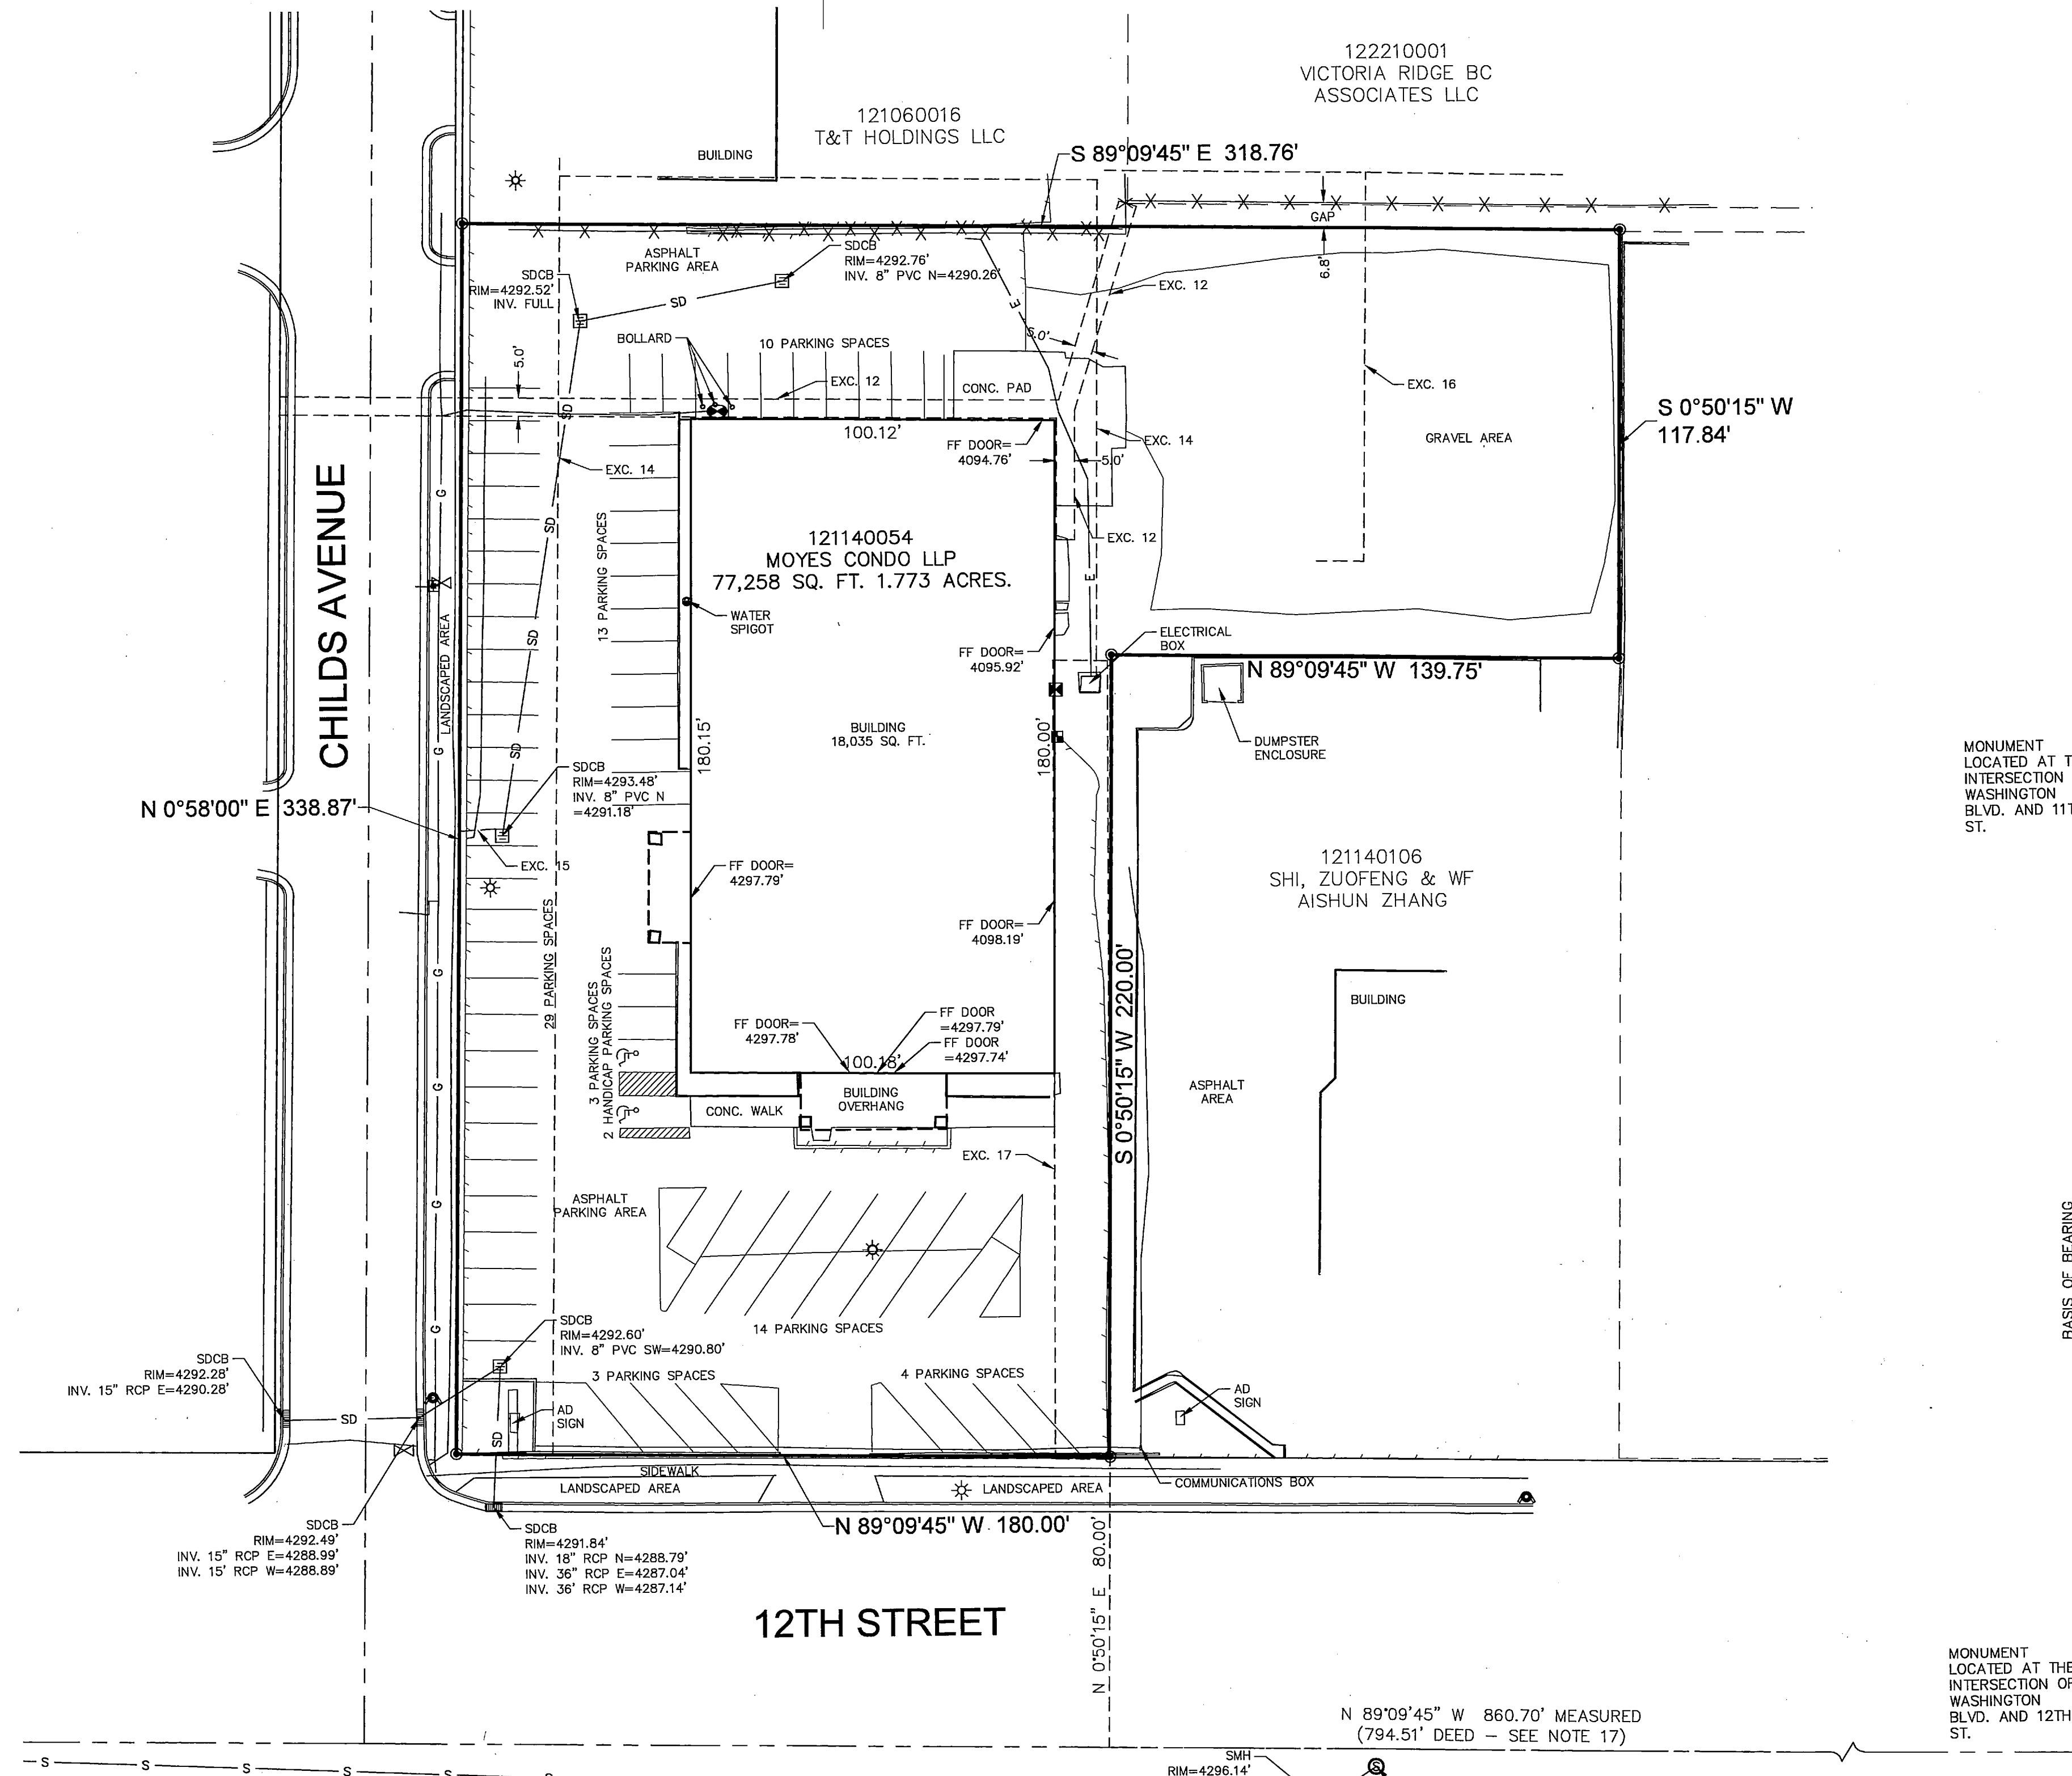 122210001
VICTORIA RIDGE BC
ASSOCIATES LLC
121060016
T&T HOLDINGS LLC
BUILDING
S 89°09'45" E 318.76'
GAP
6.8'
ASPHALT
PARKING AREA
SDCB
RIM=4292.76'
INV. 8" PVC N=4290.26'
SDCB
RIM=4292.52'
INV. FULL
SD
E
EXC. 12
5.0'
BOLLARD
10 PARKING SPACES
5.0'
EXC. 12
CONC. PAD
EXC. 16
SD
S 0°50'15" W
117.84'
100.12'
FF DOOR=
4094.76'
EXC. 14
GRAVEL AREA
5.0'
EXC. 14
G
SD
CHILDS AVENUE
13 PARKING SPACES
121140054
MOYES CONDO LLP
77,258 SQ. FT. 1.773 ACRES.
EXC. 12
E
WATER
SPIGOT
LANDSCAPED AREA
SD
ELECTRICAL
BOX
FF DOOR=
4095.92'
N 89°09'45" W 139.75'
BUILDING
18,035 SQ. FT.
180.15'
180.00'
G
SD
DUMPSTER
ENCLOSURE
MONUMENT
LOCATED AT T
INTERSECTION
WASHINGTON
BLVD. AND 11T
ST.
SDCB
RIM=4293.48'
INV. 8" PVC N
=4291.18'
N 0°58'00" E 338.87'
EXC. 15
FF DOOR=
4297.79'
121140106
SHI, ZUOFENG & WF
AISHUN ZHANG
29 PARKING SPACES
FF DOOR=
4098.19'
G
3 PARKING SPACES
2 HANDICAP PARKING SPACES
S 0°50'15" W 220.00'
BUILDING
FF DOOR=
4297.78'
FF DOOR
=4297.79'
FF DOOR
=4297.74'
100.18'
G
BUILDING
OVERHANG
CONC. WALK
ASPHALT
AREA
EXC. 17
G
ASPHALT
PARKING AREA
BASIS OF BEARING
G
SDCB
RIM=4292.60'
INV. 8" PVC SW=4290.80'
14 PARKING SPACES
SDCB
RIM=4292.28'
INV. 15" RCP E=4290.28'
3 PARKING SPACES
4 PARKING SPACES
AD
SIGN
AD
SIGN
SD
SD
SIDEWALK
LANDSCAPED AREA
LANDSCAPED AREA
COMMUNICATIONS BOX
N 89°09'45" W 180.00'
SDCB
RIM=4292.49'
INV. 15" RCP E=4288.99'
INV. 15' RCP W=4288.89'
SDCB
RIM=4291.84'
INV. 18" RCP N=4288.79'
INV. 36" RCP E=4287.04'
INV. 36' RCP W=4287.14'
12TH STREET
N 0°50'15" E 80.00'
MONUMENT
LOCATED AT THE
INTERSECTION OF
WASHINGTON
BLVD. AND 12TH
ST.
N 89°09'45" W 860.70' MEASURED
(794.51' DEED – SEE NOTE 17)
S
S
S
S
S
S
SMH
RIM=4296.14'
S